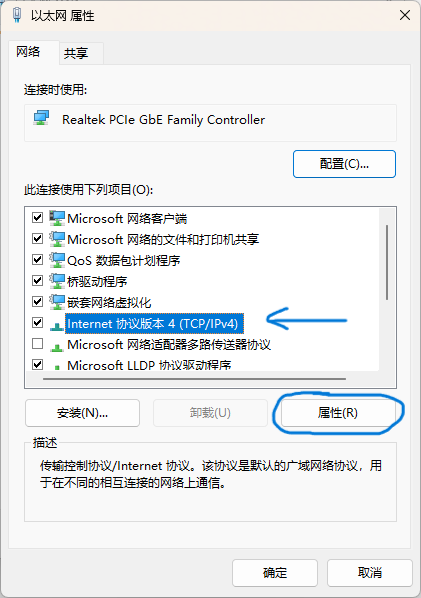 以太网 属性
网络
共享
连接时使用:
Realtek PCIe GbE Family Controller
配置(C)...
此连接使用下列项目(O):
Microsoft 网络客户端
Microsoft 网络的文件和打印机共享
QoS 数据包计划程序
桥驱动程序
嵌套网络虚拟化
Internet 协议版本 4 (TCP/IPv4)
Microsoft 网络适配器多路传送器协议
Microsoft LLDP 协议驱动程序
安装(N)...
卸载(U)
属性(R)
描述
传输控制协议/Internet 协议。该协议是默认的广域网络协议，用
于在不同的相互连接的网络上通信。
确定
取消